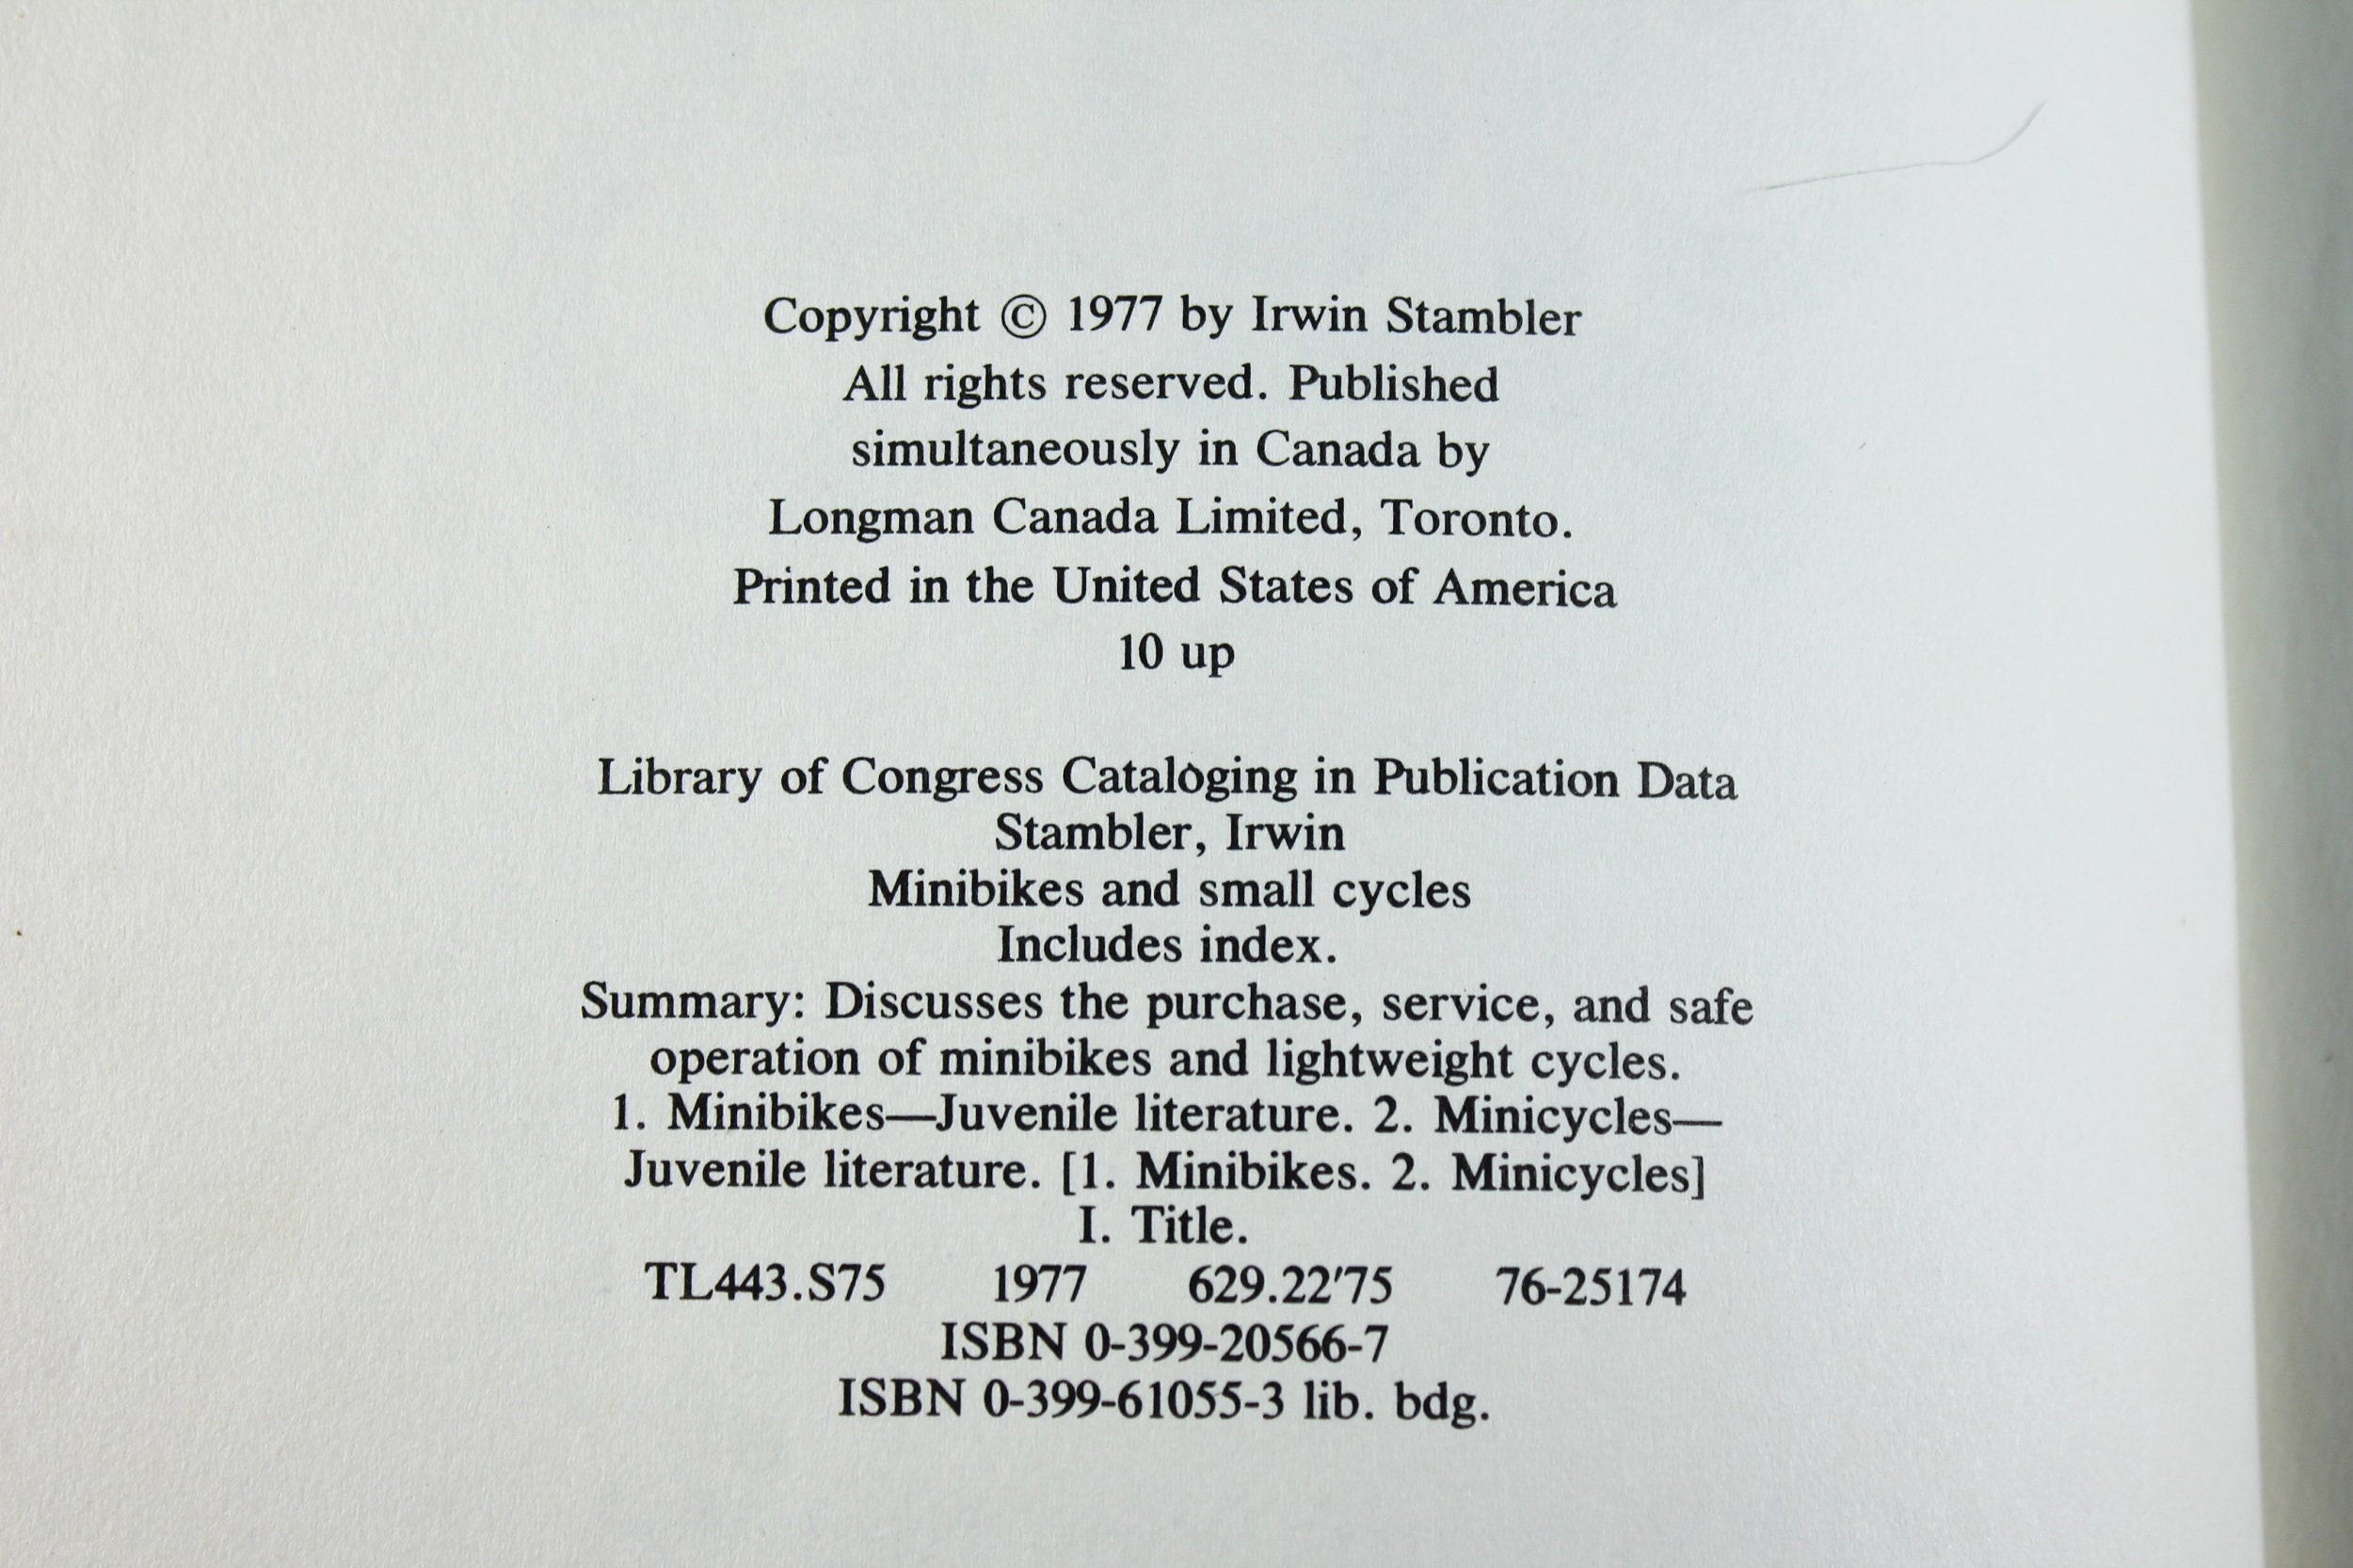 Copyright © 1977 by Irwin Stambler
All rights reserved. Published
simultaneously in Canada by
Longman Canada Limited, Toronto.
Printed in the United States of America
10 up
Library of Congress Cataloging in Publication Data
Stambler, Irwin
Minibikes and small cycles
Includes index.
Summary: Discusses the purchase, service, and safe
operation of minibikes and lightweight cycles.
1. Minibikes—Juvenile literature. 2. Minicycles—
Juvenile literature. [1. Minibikes. 2. Minicycles]
I. Title.
TL443.S75 1977 629.22′75 76-25174
ISBN 0-399-20566-7
ISBN 0-399-61055-3 lib. bdg.